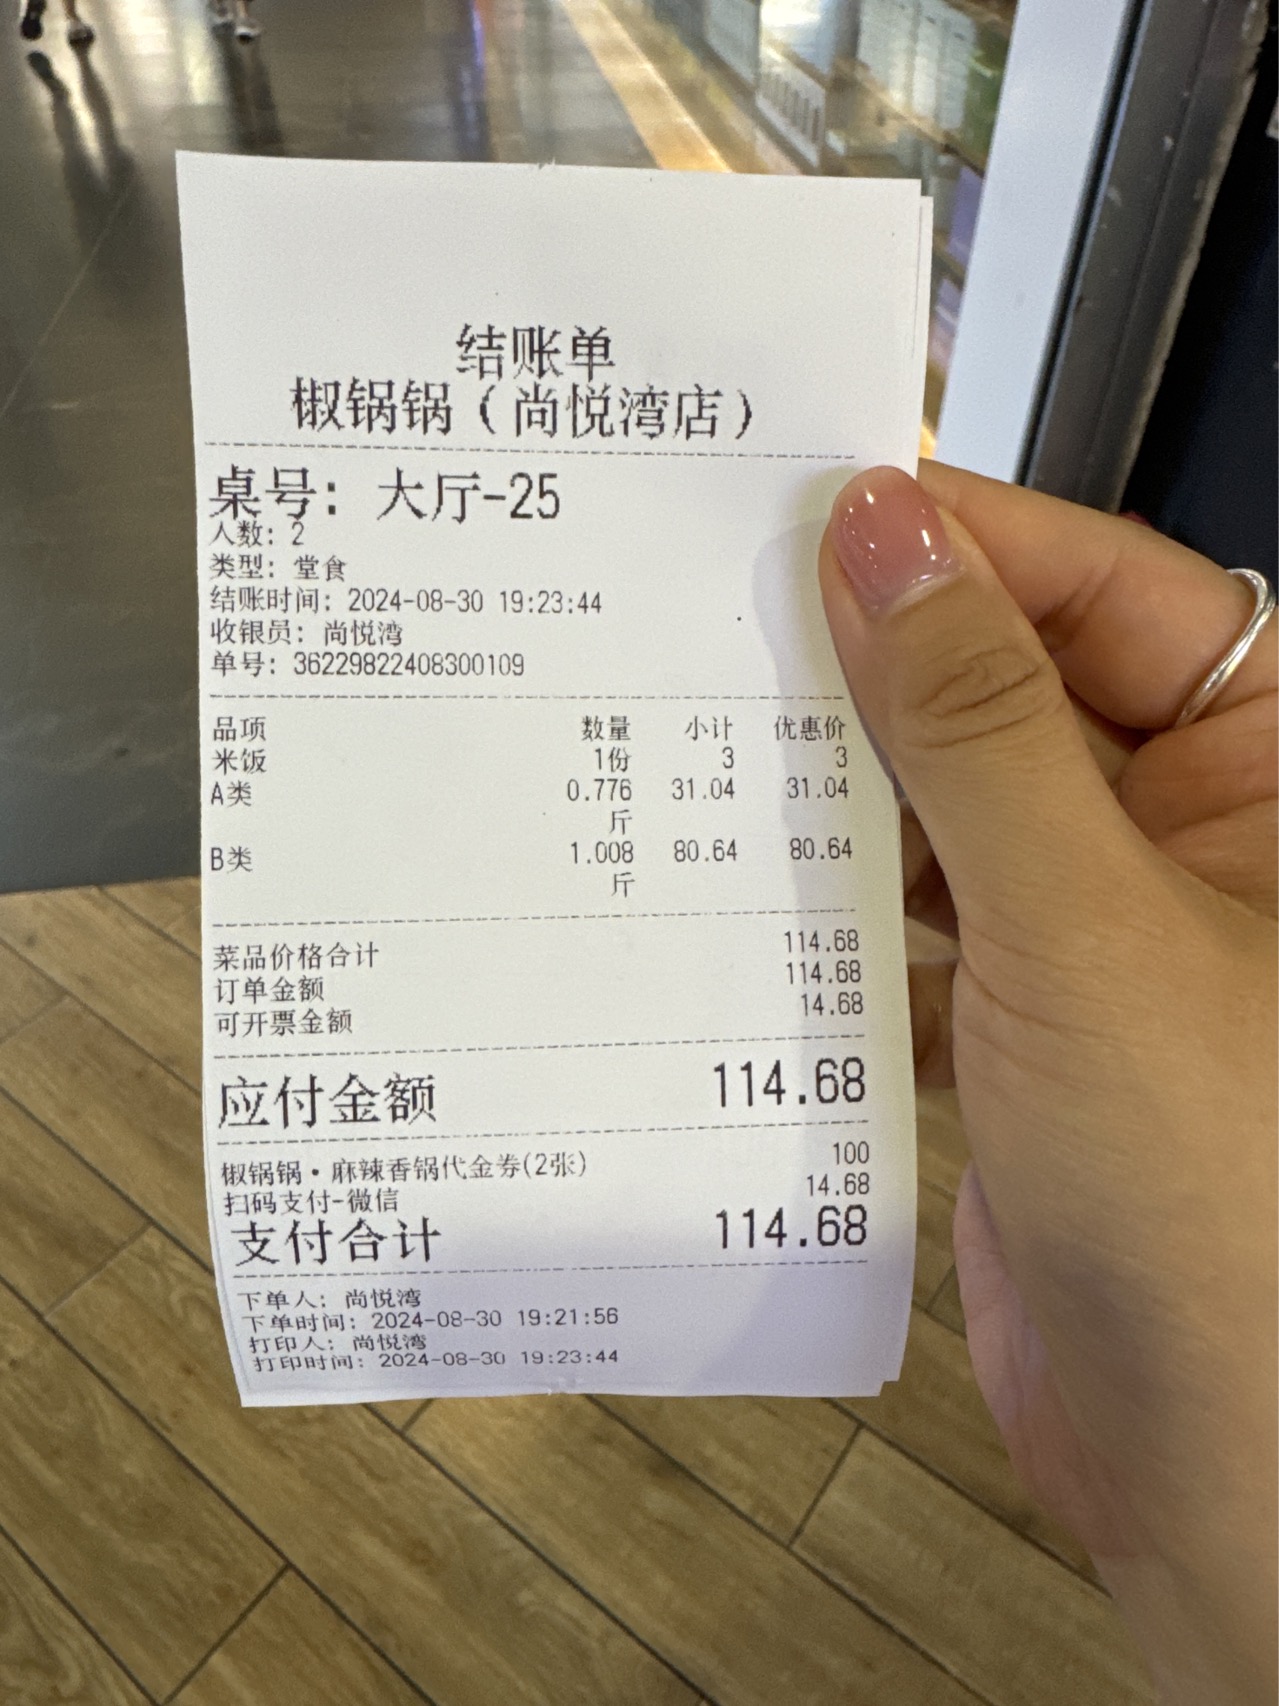 结账单
椒锅锅（尚悦湾店）
桌号：大厅-25
人数：2
类型：堂食
结账时间：2024-08-30 19:23:44
收银员：尚悦湾
单号：36229822408300109
品项 数量 小计 优惠价
米饭 1份 3 3
A类 0.776 31.04 31.04
斤
B类 1.008 80.64 80.64
斤
菜品价格合计 114.68
订单金额 114.68
可开票金额 14.68
应付金额 114.68
椒锅锅·麻辣香锅代金券(2张) 100
扫码支付-微信 14.68
支付合计 114.68
下单人：尚悦湾
下单时间：2024-08-30 19:21:56
打印人：尚悦湾
打印时间：2024-08-30 19:23:44